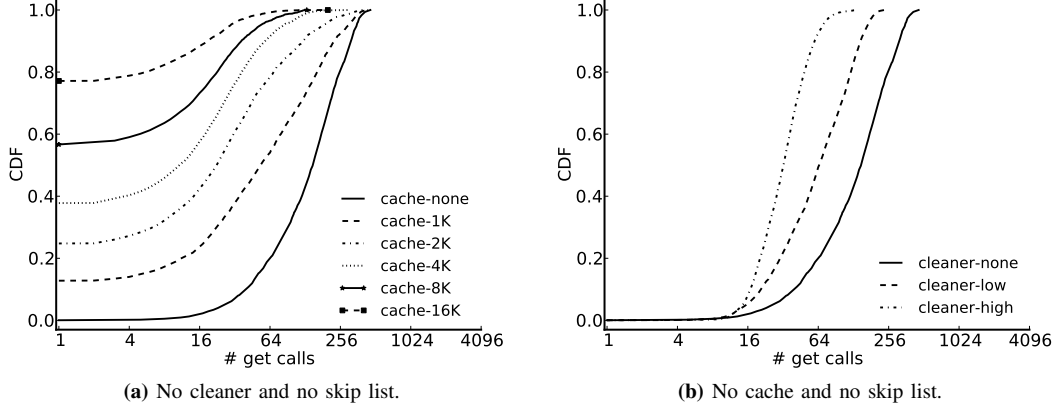 1.0
0.8
0.6
0.4
0.2
0.0
CDF
1 4 16 64 256 1024 4096
# get calls
cache-none
cache-1K
cache-2K
cache-4K
cache-8K
cache-16K
(a) No cleaner and no skip list.
1.0
0.8
0.6
0.4
0.2
0.0
CDF
1 4 16 64 256 1024 4096
# get calls
cleaner-none
cleaner-low
cleaner-high
(b) No cache and no skip list.